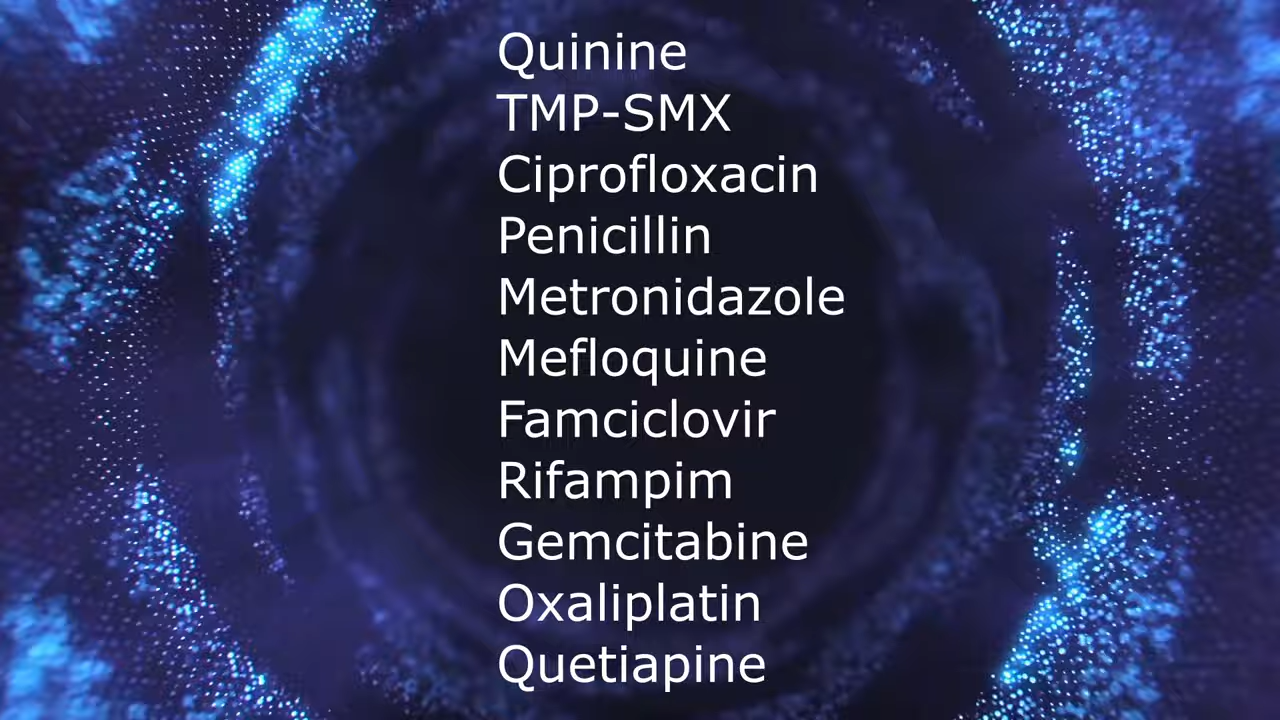 Quinine
TMP-SMX
Ciprofloxacin
Penicillin
Metronidazole
Mefloquine
Famciclovir
Rifampim
Gemcitabine
Oxaliplatin
Quetiapine